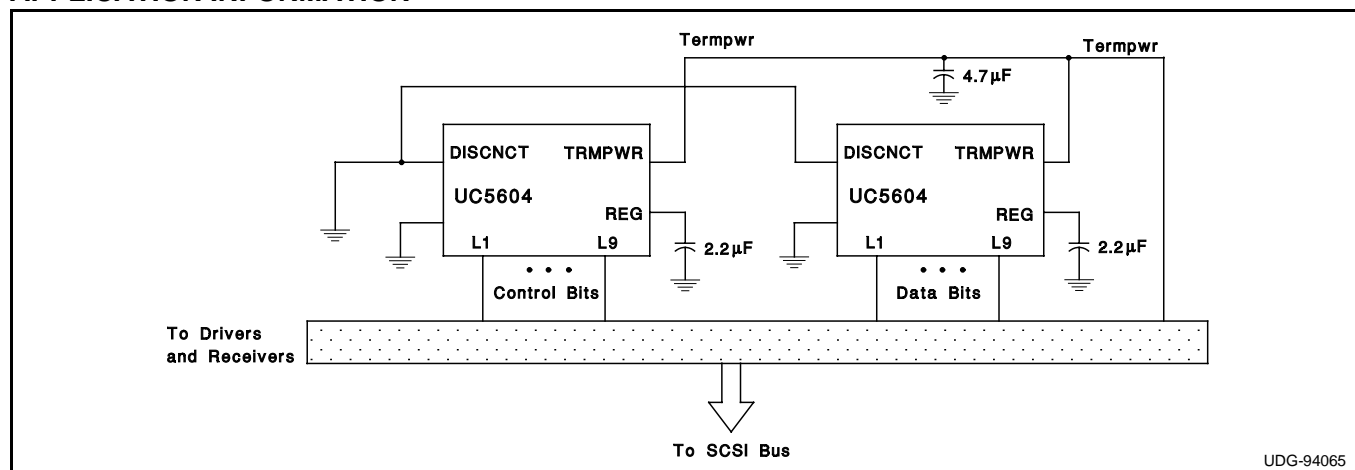 Termpwr
Termpwr
4.7µF
DISCNCT TRMPWR
UC5604
REG
L1 L9
2.2µF
DISCNCT TRMPWR
UC5604
REG
L1 L9
2.2µF
Control Bits
Data Bits
To Drivers
and Receivers
To SCSI Bus
UDG-94065